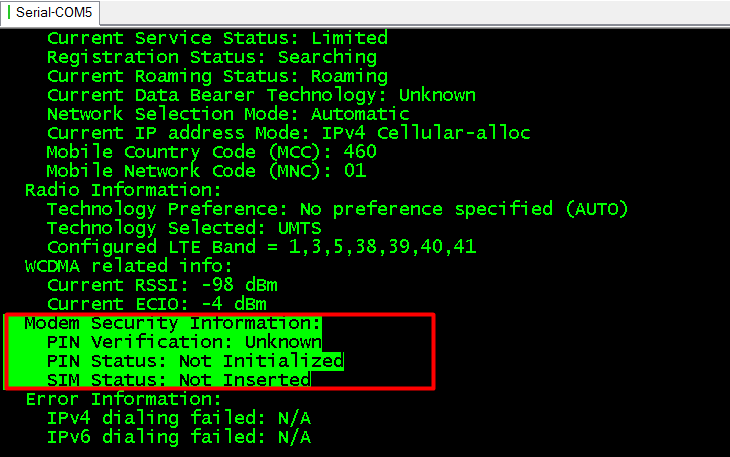 Serial-COM5
Current Service Status: Limited
Registration Status: Searching
Current Roaming Status: Roaming
Current Data Bearer Technology: Unknown
Network Selection Mode: Automatic
Current IP address Mode: IPv4 Cellular-alloc
Mobile Country Code (MCC): 460
Mobile Network Code (MNC): 01
Radio Information:
Technology Preference: No preference specified (AUTO)
Technology Selected: UMTS
Configured LTE Band = 1,3,5,38,39,40,41
WCDMA related info:
Current RSSI: -98 dBm
Current ECIO: -4 dBm
Modem Security Information:
PIN Verification: Unknown
PIN Status: Not Initialized
SIM Status: Not Inserted
Error Information:
IPv4 dialing failed: N/A
IPv6 dialing failed: N/A